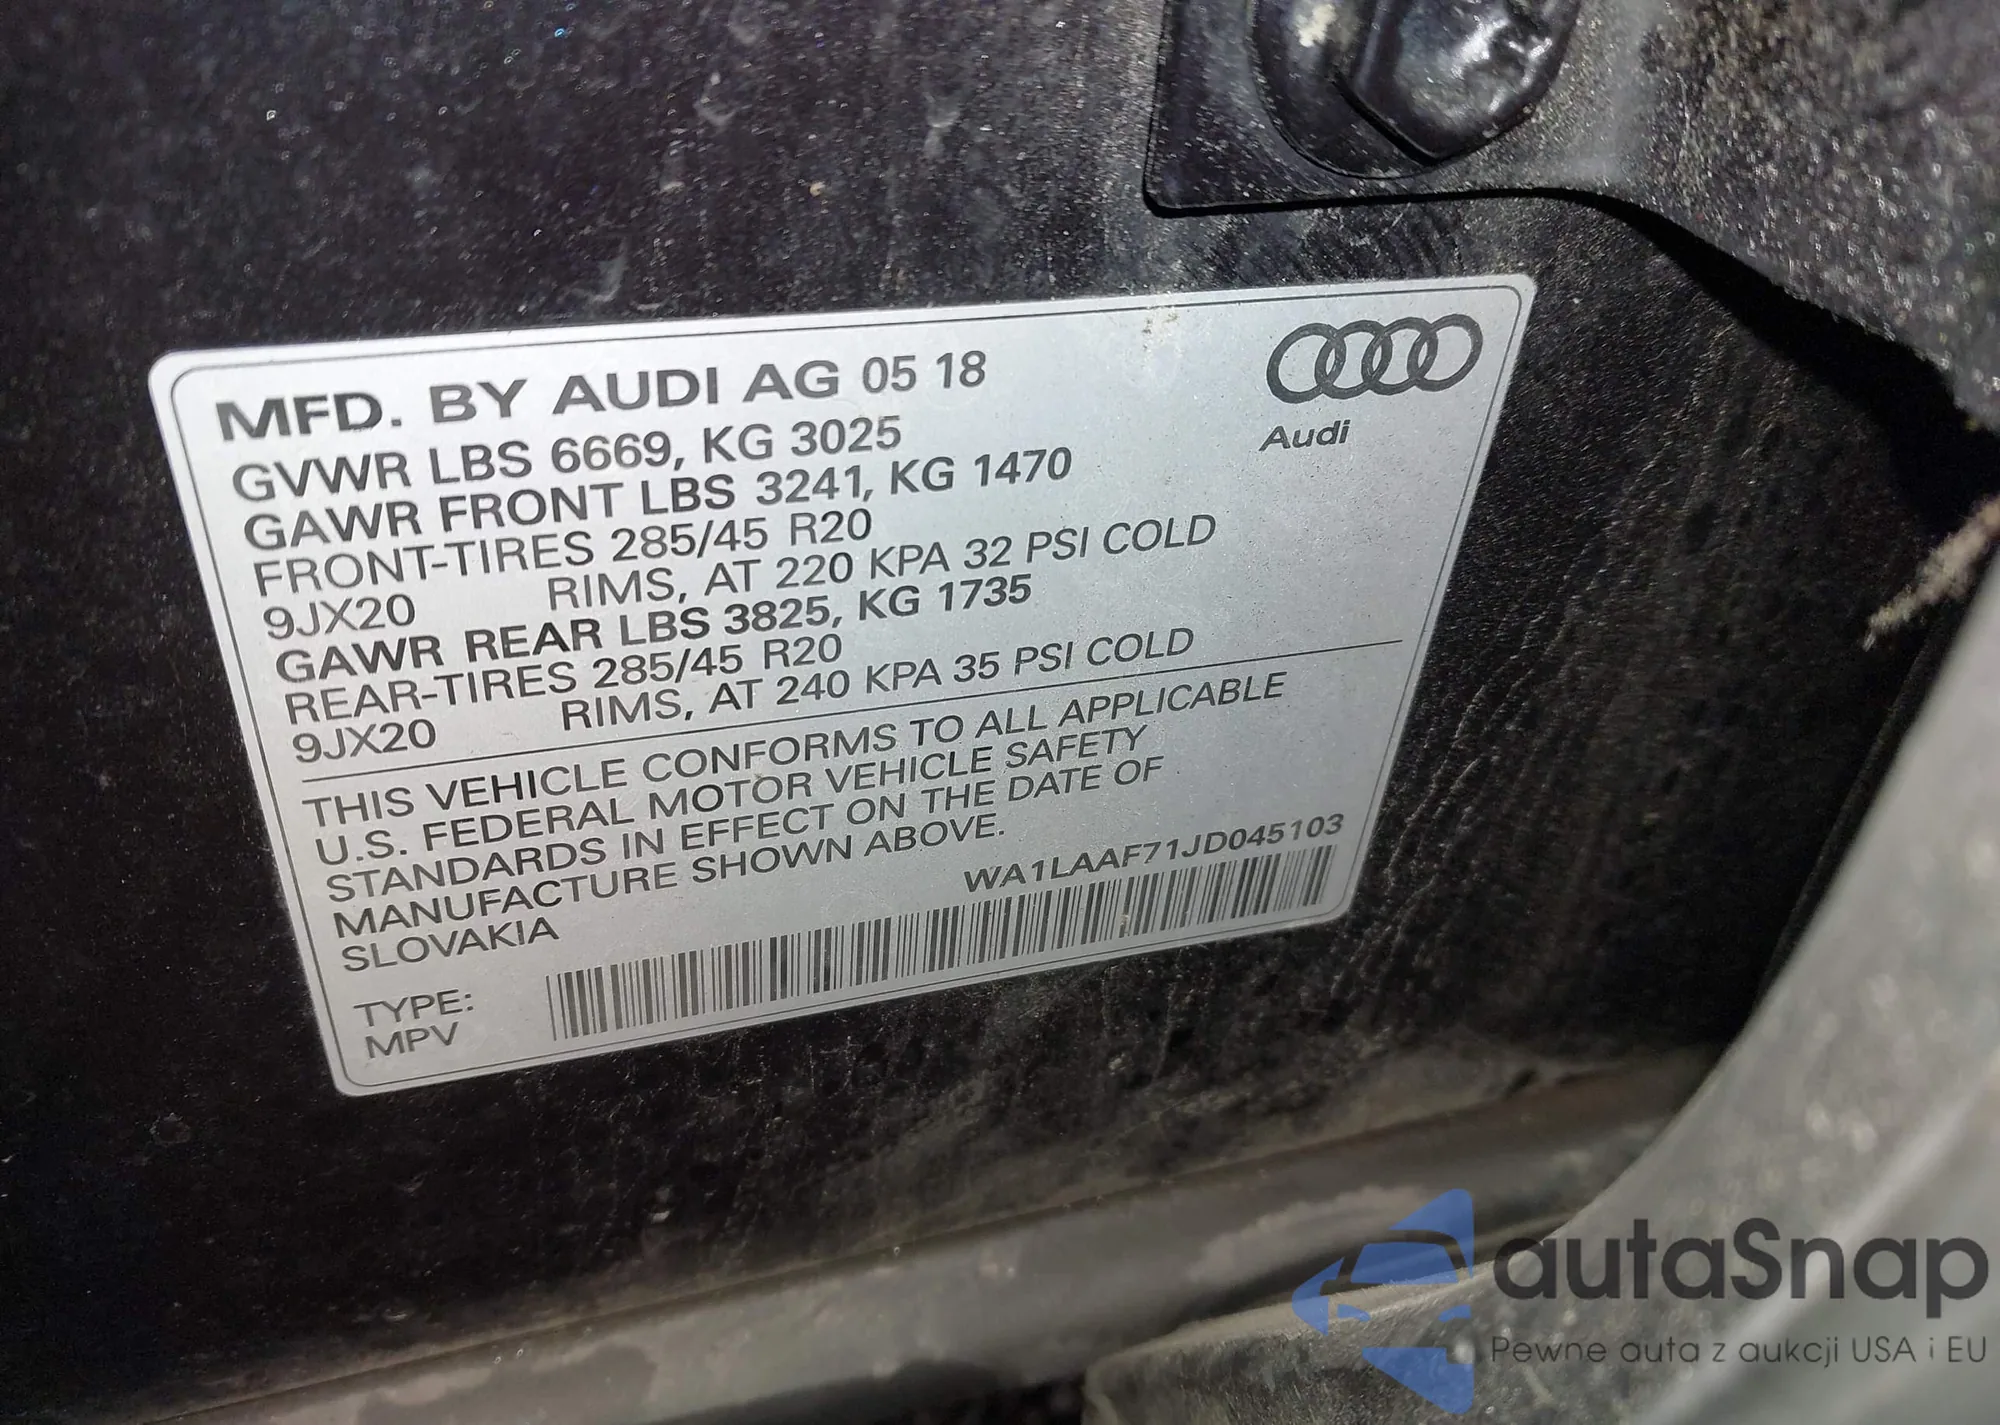 MFD. BY AUDI AG 05 18
GVWR LBS 6669, KG 3025
GAWR FRONT LBS 3241, KG 1470
FRONT-TIRES 285/45 R20
9JX20 RIMS, AT 220 KPA 32 PSI COLD
GAWR REAR LBS 3825, KG 1735
REAR-TIRES 285/45 R20
9JX20 RIMS, AT 240 KPA 35 PSI COLD
Audi
THIS VEHICLE CONFORMS TO ALL APPLICABLE
U.S. FEDERAL MOTOR VEHICLE SAFETY
STANDARDS IN EFFECT ON THE DATE OF
MANUFACTURE SHOWN ABOVE.
SLOVAKIA
WA1LAAF71JD045103
TYPE:
MPV
autaSnap
Pewne auta z aukcji USA i EU